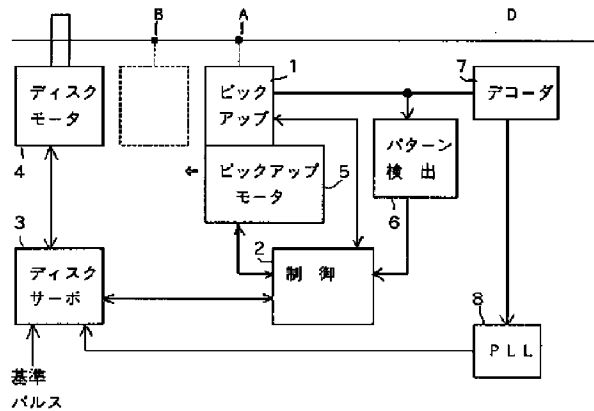 B
A
D
1
7
ディスク
モータ
4
ピック
アップ
デコーダ
パターン
検出
6
ピックアップ
モータ
5
3
ディスク
サーボ
2
制御
8
PLL
基準
パルス